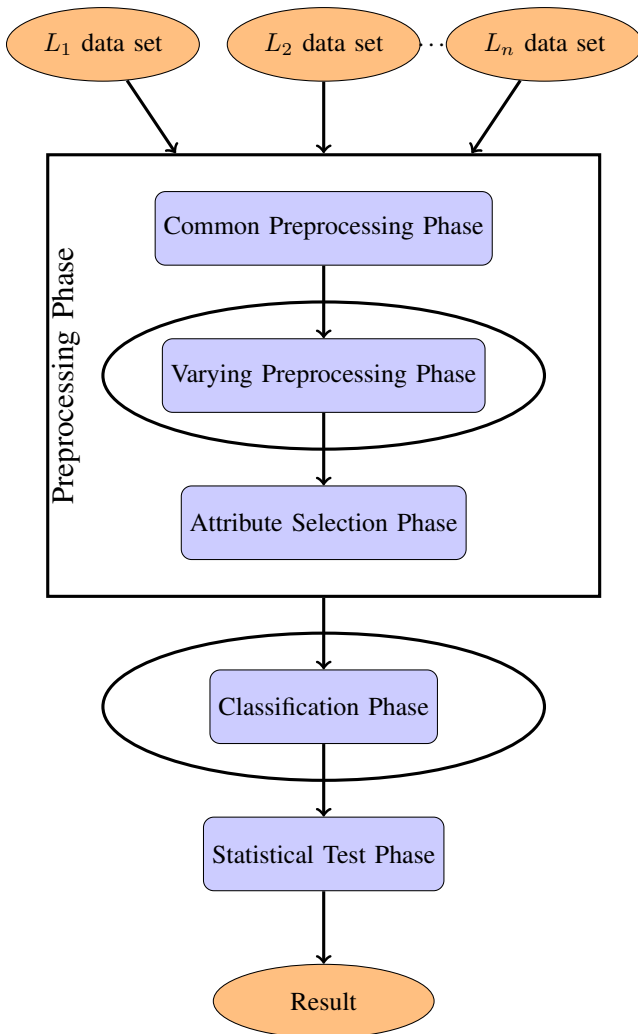 L₁ data set
L₂ data set
...
Lₙ data set
Preprocessing Phase
Common Preprocessing Phase
Varying Preprocessing Phase
Attribute Selection Phase
Classification Phase
Statistical Test Phase
Result